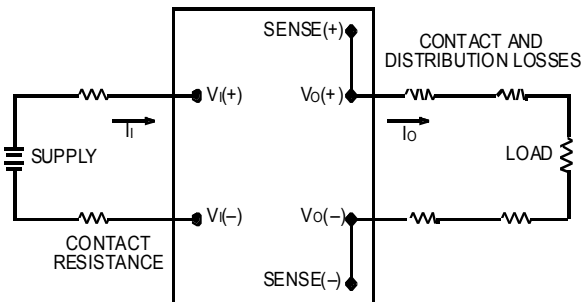 SENSE(+)
CONTACT AND
DISTRIBUTION LOSSES
VI(+)
VO(+)
II
IO
SUPPLY
LOAD
VI(–)
VO(–)
CONTACT
RESISTANCE
SENSE(–)